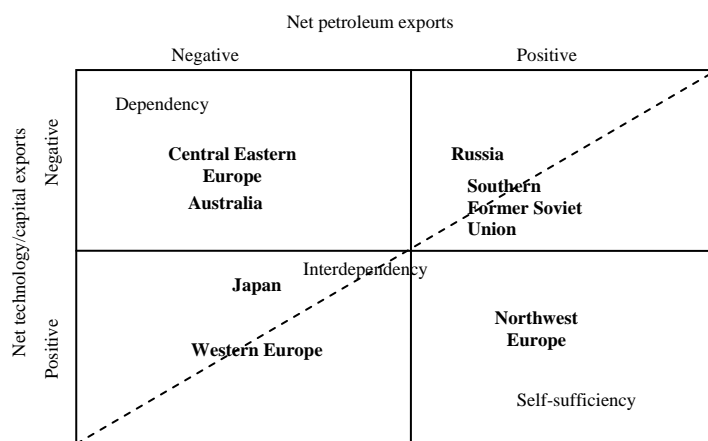 Net petroleum exports
Negative
Positive
Net technology/capital exports
Negative
Positive
Dependency
Central Eastern
Europe
Australia
Russia
Southern
Former Soviet
Union
Interdependency
Japan
Western Europe
Northwest
Europe
Self-sufficiency